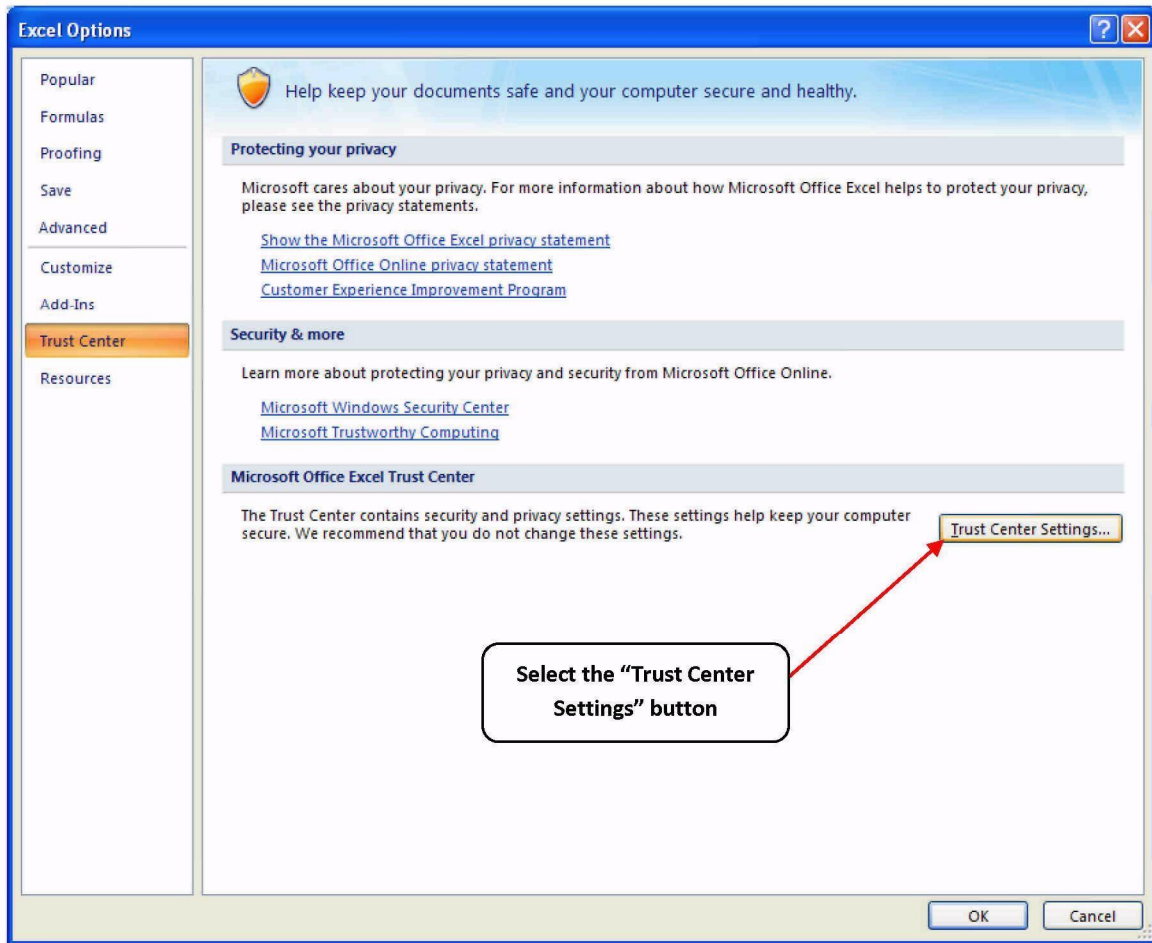 Excel Options
Popular
Formulas
Proofing
Save
Advanced
Customize
Add-Ins
Trust Center
Resources
Help keep your documents safe and your computer secure and healthy.
Protecting your privacy
Microsoft cares about your privacy. For more information about how Microsoft Office Excel helps to protect your privacy,
please see the privacy statements.
Show the Microsoft Office Excel privacy statement
Microsoft Office Online privacy statement
Customer Experience Improvement Program
Security & more
Learn more about protecting your privacy and security from Microsoft Office Online.
Microsoft Windows Security Center
Microsoft Trustworthy Computing
Microsoft Office Excel Trust Center
The Trust Center contains security and privacy settings. These settings help keep your computer
secure. We recommend that you do not change these settings.
Trust Center Settings...
Select the “Trust Center
Settings” button
OK
Cancel